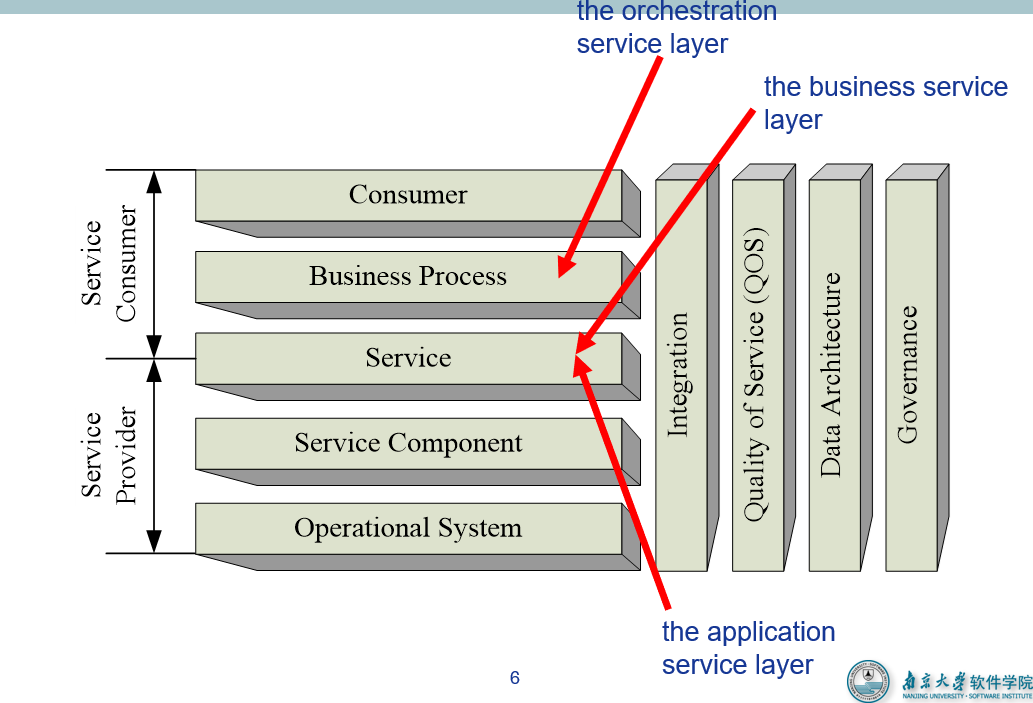 the orchestration
service layer
the business service
layer
Consumer
Business Process
Service
Service Component
Operational System
Service
Consumer
Service
Provider
Integration
Quality of Service (QOS)
Data Architecture
Governance
the application
service layer
6
南京大学软件学院
NANJING UNIVERSITY · SOFTWARE INSTITUTE